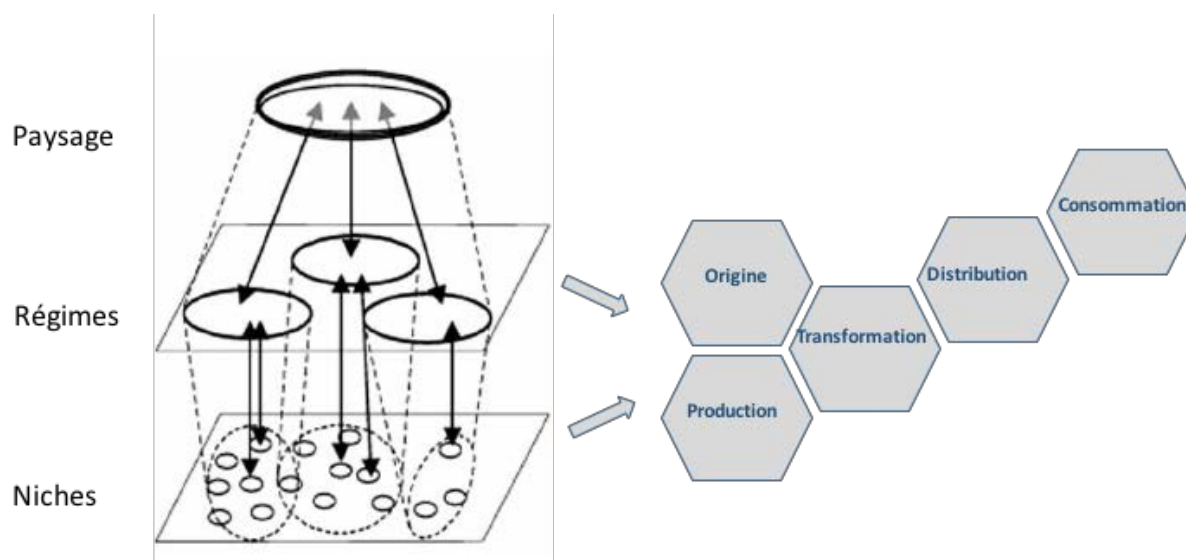 Paysage
Régimes
Niches
Origine
Production
Transformation
Distribution
Consommation